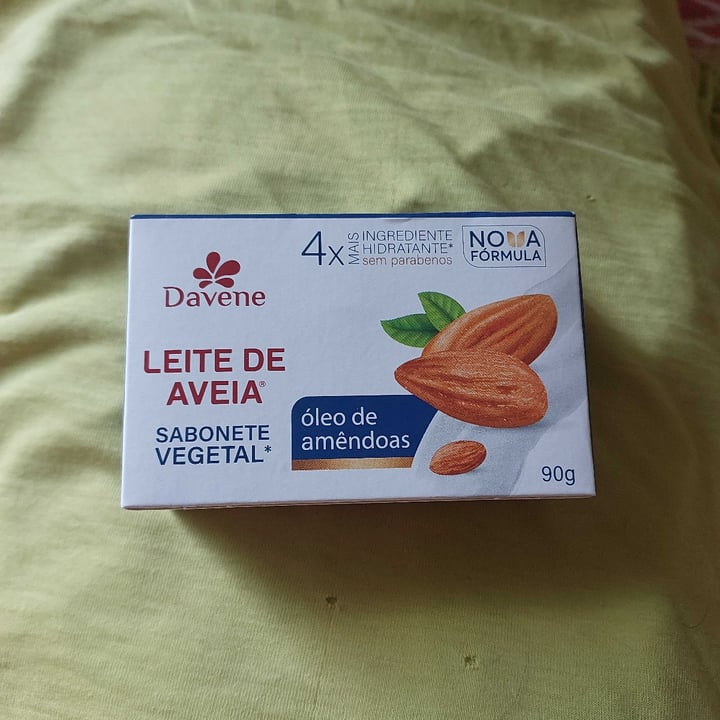 4x MAIS INGREDIENTE
HIDRATANTE*
sem parabenos
NOVA
FÓRMULA
Davene
LEITE DE
AVEIA®
SABONETE
VEGETAL*
óleo de
amêndoas
90g